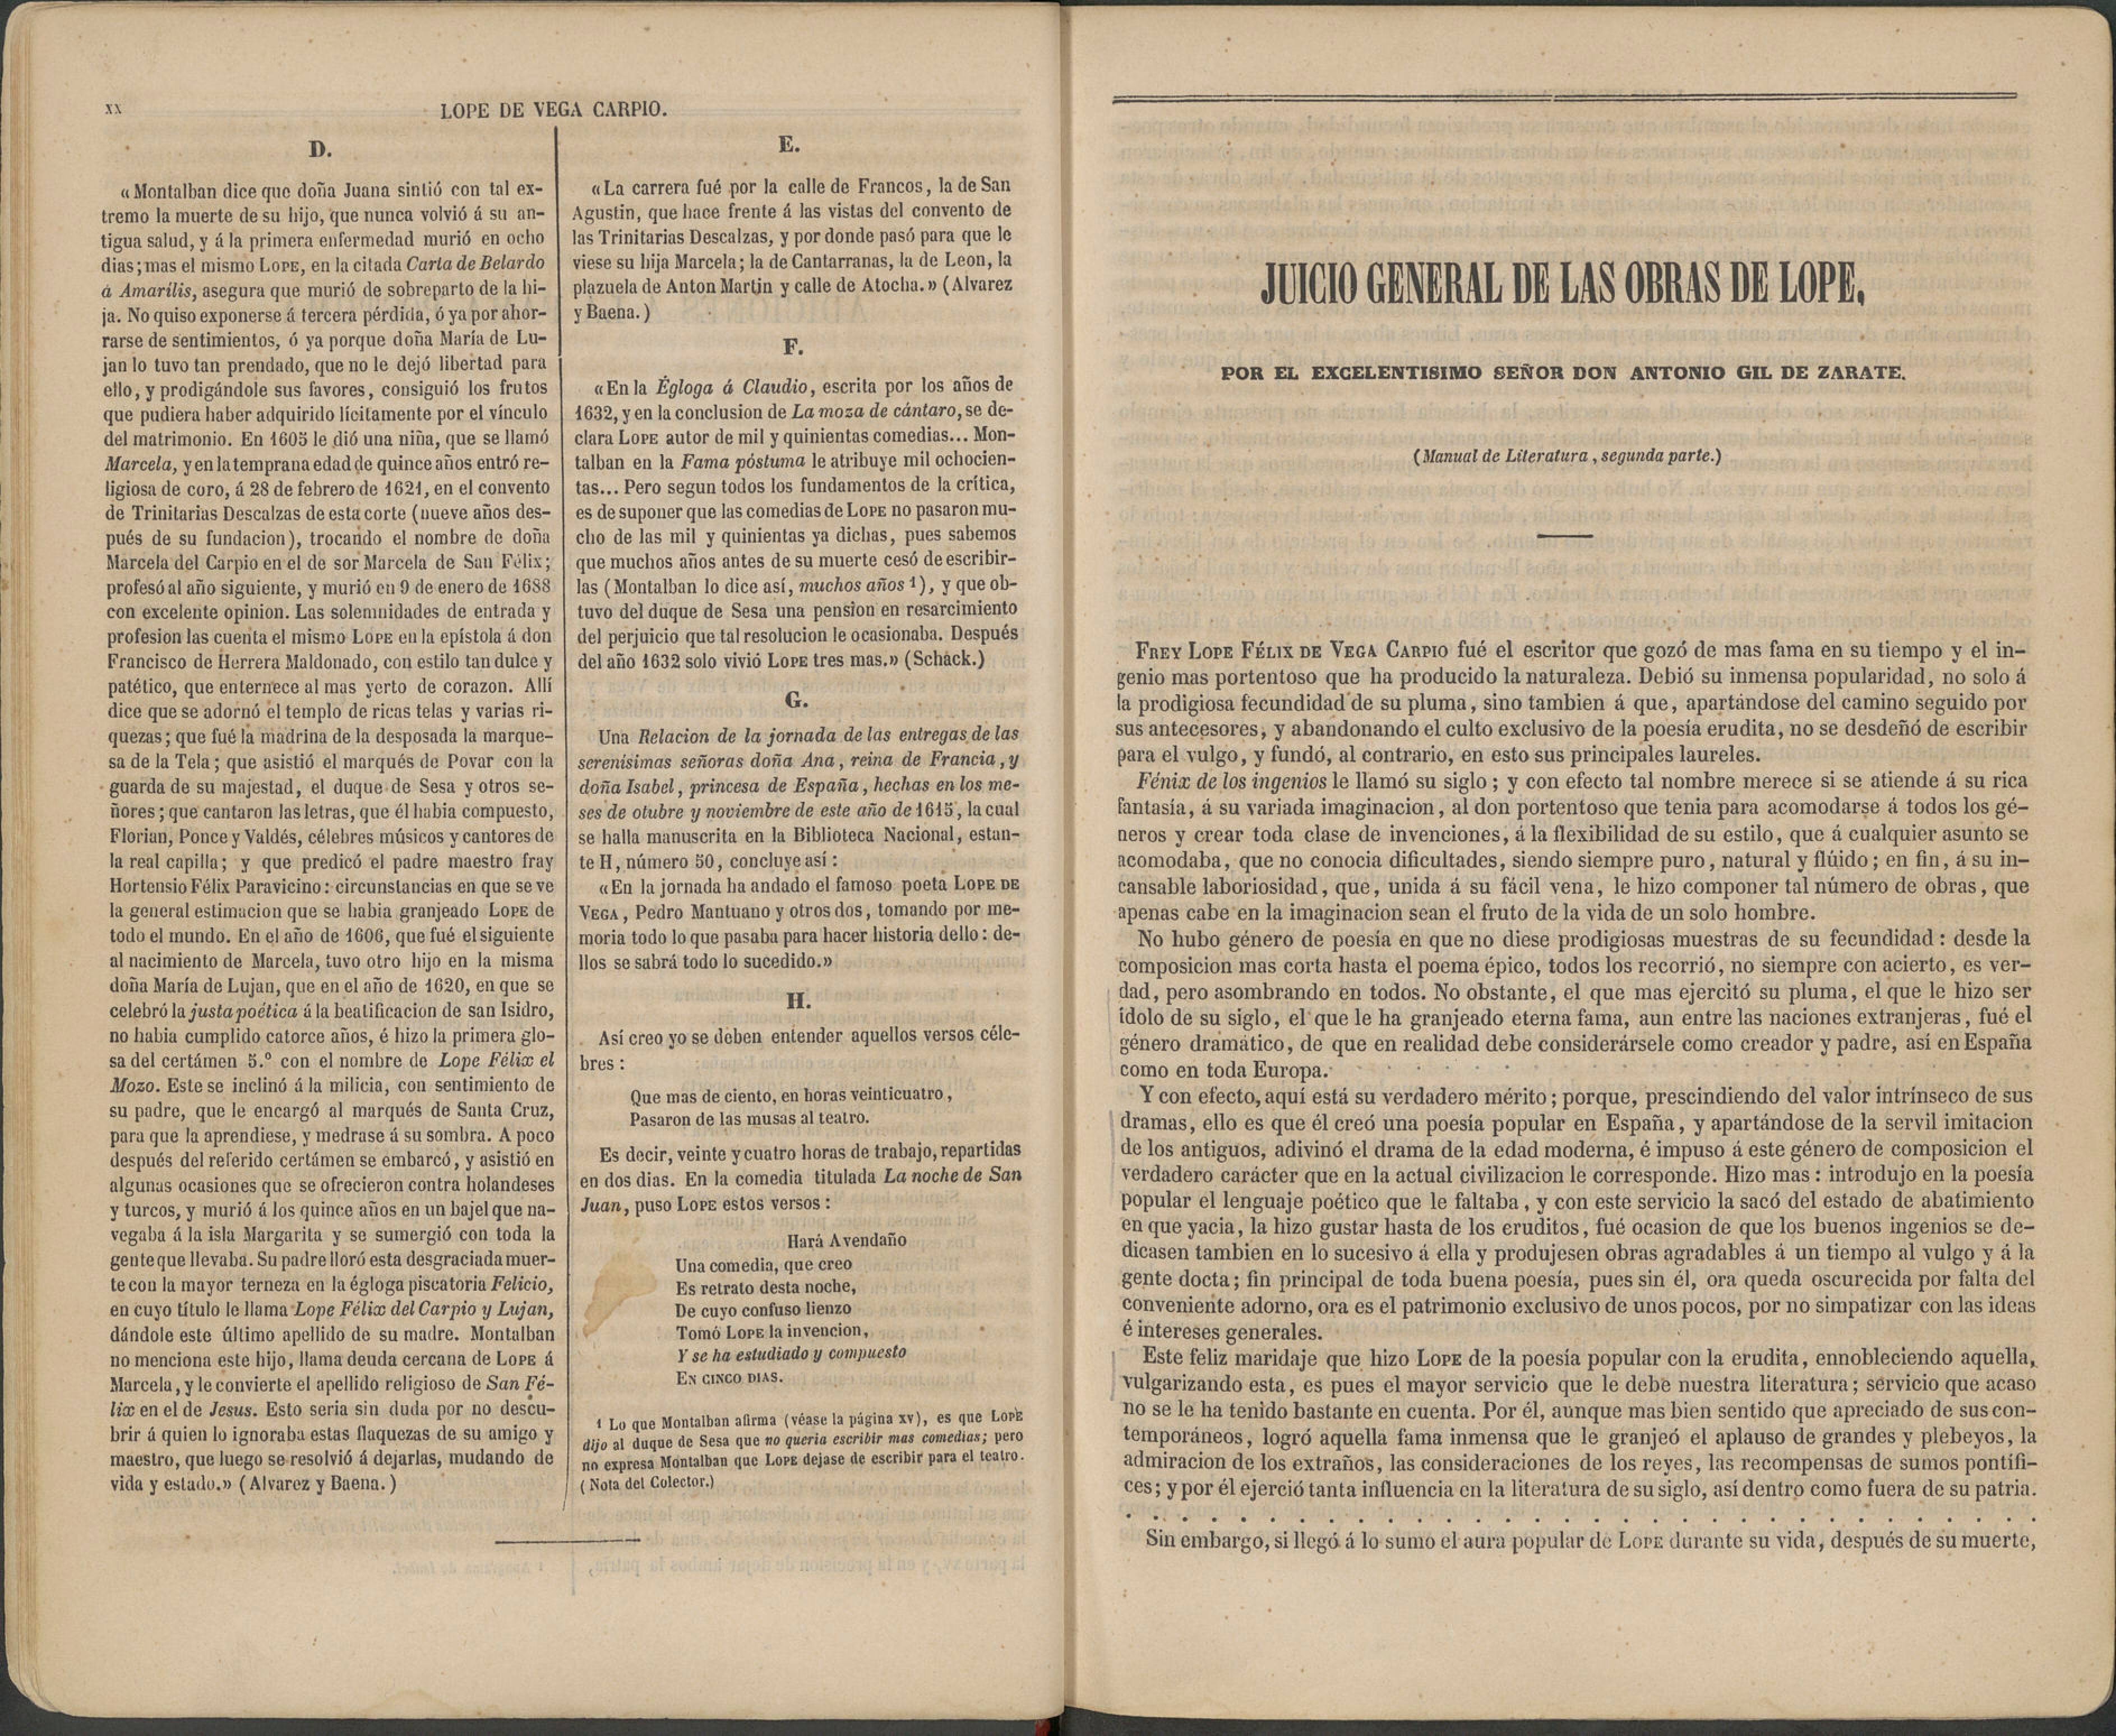 XX
LOPE DE VEGA CARPIO.
D.
«Montalban dice que doña Juana sintió con tal ex-
tremo la muerte de su hijo, que nunca volvió á su an-
tigua salud, y á la primera enfermedad murió en ocho
dias; mas el mismo LOPE, en la citada Carta de Belardo
á Amarilis, asegura que murió de sobreparto de la hi-
ja. No quiso exponerse á tercera pérdida, ó ya por ahor-
rarse de sentimientos, ó ya porque doña María de Lu-
jan lo tuvo tan prendado, que no le dejó libertad para
ello, y prodigándole sus favores, consiguió los frutos
que pudiera haber adquirido lícitamente por el vínculo
del matrimonio. En 1605 le dió una niña, que se llamó
Marcela, y en la temprana edad de quince años entró re-
ligiosa de coro, á 28 de febrero de 1621, en el convento
de Trinitarias Descalzas de esta corte (nueve años des-
pués de su fundacion), trocando el nombre de doña
Marcela del Carpio en el de sor Marcela de San Félix;
profesó al año siguiente, y murió en 9 de enero de 1688
con excelente opinion. Las solemnidades de entrada y
profesion las cuenta el mismo LOPE en la epístola á don
Francisco de Herrera Maldonado, con estilo tan dulce y
patético, que enternece al mas yerto de corazon. Allí
dice que se adornó el templo de ricas telas y varias ri-
quezas; que fué la madrina de la desposada la marque-
sa de la Tela; que asistió el marqués de Povar con la
guarda de su majestad, el duque de Sesa y otros se-
ñores; que cantaron las letras, que él habia compuesto,
Florian, Ponce y Valdés, célebres músicos y cantores de
la real capilla; y que predicó el padre maestro fray
Hortensio Félix Paravicino: circunstancias en que se ve
la general estimacion que se habia granjeado LOPE de
todo el mundo. En el año de 1606, que fué el siguiente
al nacimiento de Marcela, tuvo otro hijo en la misma
doña María de Lujan, que en el año de 1620, en que se
celebró la justa poética á la beatificacion de san Isidro,
no habia cumplido catorce años, é hizo la primera glo-
sa del certámen 5.º con el nombre de Lope Félix el
Mozo. Este se inclinó á la milicia, con sentimiento de
su padre, que le encargó al marqués de Santa Cruz,
para que la aprendiese, y medrase á su sombra. A poco
después del referido certámen se embarcó, y asistió en
algunas ocasiones que se ofrecieron contra holandeses
y turcos, y murió á los quince años en un bajel que na-
vegaba á la isla Margarita y se sumergió con toda la
gente que llevaba. Su padre lloró esta desgraciada muer-
te con la mayor terneza en la égloga piscatoria Felicio,
en cuyo título le llama Lope Félix del Carpio y Lujan,
dándole este último apellido de su madre. Montalban
no menciona este hijo, llama deuda cercana de LOPE á
Marcela, y le convierte el apellido religioso de San Fé-
lix en el de Jesus. Esto seria sin duda por no descu-
brir á quien lo ignoraba estas flaquezas de su amigo y
maestro, que luego se resolvió á dejarlas, mudando de
vida y estado.» (Alvarez y Baena.)
E.
«La carrera fué por la calle de Francos, la de San
Agustin, que hace frente á las vistas del convento de
las Trinitarias Descalzas, y por donde pasó para que le
viese su hija Marcela; la de Cantarranas, la de Leon, la
plazuela de Anton Martin y calle de Atocha.» (Alvarez
y Baena.)
F.
«En la Égloga á Claudio, escrita por los años de
1632, y en la conclusion de La moza de cántaro, se de-
clara LOPE autor de mil y quinientas comedias... Mon-
talban en la Fama póstuma le atribuye mil ochocien-
tas... Pero segun todos los fundamentos de la crítica,
es de suponer que las comedias de LOPE no pasaron mu-
cho de las mil y quinientas ya dichas, pues sabemos
que muchos años antes de su muerte cesó de escribir-
las (Montalban lo dice así, muchos años 1), y que ob-
tuvo del duque de Sesa una pension en resarcimiento
del perjuicio que tal resolucion le ocasionaba. Después
del año 1632 solo vivió LOPE tres mas.» (Schack.)
G.
Una Relacion de la jornada de las entregas de las
serenísimas señoras doña Ana, reina de Francia, y
doña Isabel, princesa de España, hechas en los me-
ses de otubre y noviembre de este año de 1615, la cual
se halla manuscrita en la Biblioteca Nacional, estan-
te H, número 50, concluye así:
«En la jornada ha andado el famoso poeta LOPE DE
VEGA, Pedro Mantuano y otros dos, tomando por me-
moria todo lo que pasaba para hacer historia dello: de-
llos se sabrá todo lo sucedido.»
H.
Así creo yo se deben entender aquellos versos céle-
bres:
Que mas de ciento, en horas veinticuatro,
Pasaron de las musas al teatro.
Es decir, veinte y cuatro horas de trabajo, repartidas
en dos dias. En la comedia titulada La noche de San
Juan, puso LOPE estos versos:
Hará Avendaño
Una comedia, que creo
Es retrato desta noche,
De cuyo confuso lienzo
Tomó LOPE la invencion,
Y se ha estudiado y compuesto
EN CINCO DIAS.
1 Lo que Montalban afirma (véase la página XV), es que LOPE
dijo al duque de Sesa que no queria escribir mas comedias; pero
no expresa Montalban que LOPE dejase de escribir para el teatro.
(Nota del Colector.)
JUICIO GENERAL DE LAS OBRAS DE LOPE,
POR EL EXCELENTISIMO SEÑOR DON ANTONIO GIL DE ZARATE.
(Manual de Literatura, segunda parte.)
FREY LOPE FÉLIX DE VEGA CARPIO fué el escritor que gozó de mas fama en su tiempo y el in-
genio mas portentoso que ha producido la naturaleza. Debió su inmensa popularidad, no solo á
la prodigiosa fecundidad de su pluma, sino tambien á que, apartándose del camino seguido por
sus antecesores, y abandonando el culto exclusivo de la poesía erudita, no se desdeñó de escribir
para el vulgo, y fundó, al contrario, en esto sus principales laureles.
Fénix de los ingenios le llamó su siglo; y con efecto tal nombre merece si se atiende á su rica
fantasía, á su variada imaginacion, al don portentoso que tenia para acomodarse á todos los gé-
neros y crear toda clase de invenciones, á la flexibilidad de su estilo, que á cualquier asunto se
acomodaba, que no conocia dificultades, siendo siempre puro, natural y flúido; en fin, á su in-
cansable laboriosidad, que, unida á su fácil vena, le hizo componer tal número de obras, que
apenas cabe en la imaginacion sean el fruto de la vida de un solo hombre.
No hubo género de poesía en que no diese prodigiosas muestras de su fecundidad: desde la
composicion mas corta hasta el poema épico, todos los recorrió, no siempre con acierto, es ver-
dad, pero asombrando en todos. No obstante, el que mas ejercitó su pluma, el que le hizo ser
ídolo de su siglo, el que le ha granjeado eterna fama, aun entre las naciones extranjeras, fué el
género dramático, de que en realidad debe considerársele como creador y padre, así en España
como en toda Europa. . . . . . . . . . . . . . . . .
Y con efecto, aquí está su verdadero mérito; porque, prescindiendo del valor intrínseco de sus
dramas, ello es que él creó una poesía popular en España, y apartándose de la servil imitacion
de los antiguos, adivinó el drama de la edad moderna, é impuso á este género de composicion el
verdadero carácter que en la actual civilizacion le corresponde. Hizo mas: introdujo en la poesía
popular el lenguaje poético que le faltaba, y con este servicio la sacó del estado de abatimiento
en que yacia, la hizo gustar hasta de los eruditos, fué ocasion de que los buenos ingenios se de-
dicasen tambien en lo sucesivo á ella y produjesen obras agradables á un tiempo al vulgo y á la
gente docta; fin principal de toda buena poesía, pues sin él, ora queda oscurecida por falta del
conveniente adorno, ora es el patrimonio exclusivo de unos pocos, por no simpatizar con las ideas
é intereses generales.
Este feliz maridaje que hizo LOPE de la poesía popular con la erudita, ennobleciendo aquella,
vulgarizando esta, es pues el mayor servicio que le debe nuestra literatura; servicio que acaso
no se le ha tenido bastante en cuenta. Por él, aunque mas bien sentido que apreciado de sus con-
temporáneos, logró aquella fama inmensa que le granjeó el aplauso de grandes y plebeyos, la
admiracion de los extraños, las consideraciones de los reyes, las recompensas de sumos pontífi-
ces; y por él ejerció tanta influencia en la literatura de su siglo, así dentro como fuera de su patria.
. . . . . . . . . . . . . . . . . . . . . . . . . . . . . . . .
Sin embargo, si llegó á lo sumo el aura popular de LOPE durante su vida, después de su muerte,